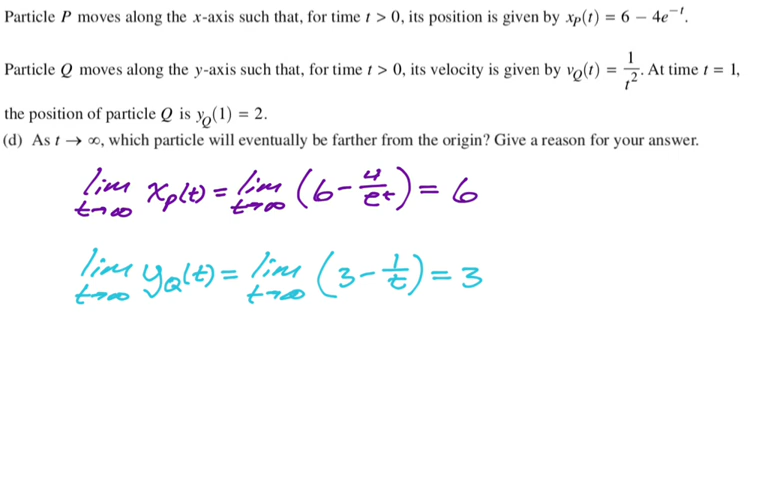 Particle P moves along the x-axis such that, for time t > 0, its position is given by x_P(t) = 6 − 4e^{−t}.
Particle Q moves along the y-axis such that, for time t > 0, its velocity is given by v_Q(t) = 1/t². At time t = 1,
the position of particle Q is y_Q(1) = 2.
(d) As t → ∞, which particle will eventually be farther from the origin? Give a reason for your answer.
lim_{t→∞} x_P(t) = lim_{t→∞} (6 − 4/e^t) = 6
lim_{t→∞} y_Q(t) = lim_{t→∞} (3 − 1/t) = 3